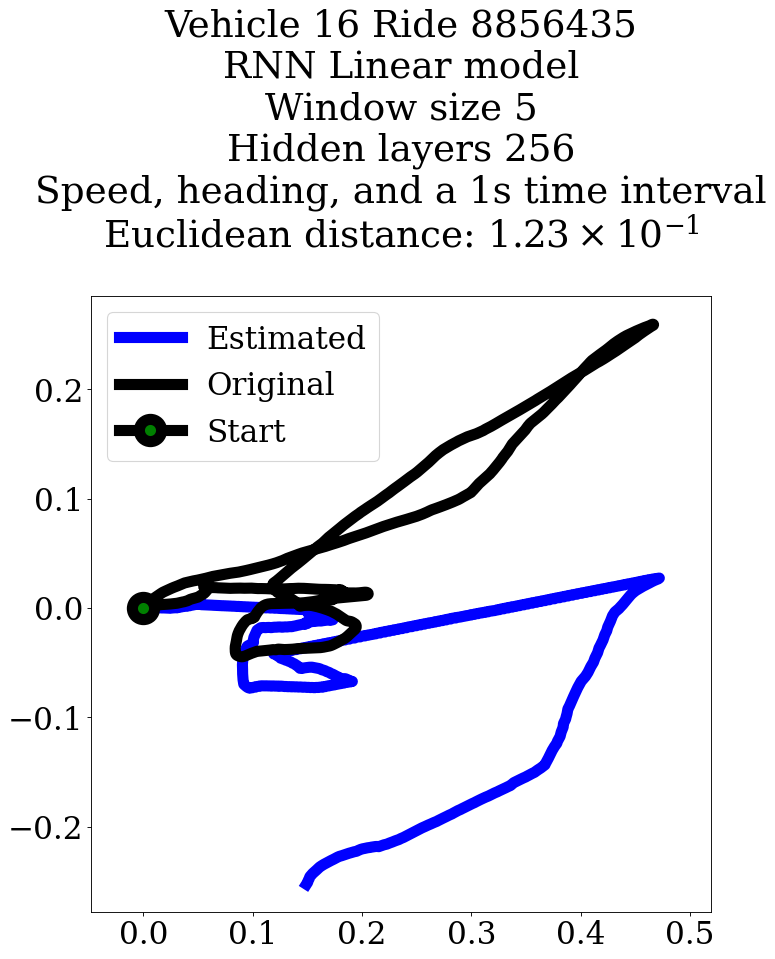 Vehicle 16 Ride 8856435
RNN Linear model
Window size 5
Hidden layers 256
Speed, heading, and a 1s time interval
Euclidean distance: 1.23 × 10⁻¹
Estimated
Original
Start
0.2
0.1
0.0
−0.1
−0.2
0.0 0.1 0.2 0.3 0.4 0.5